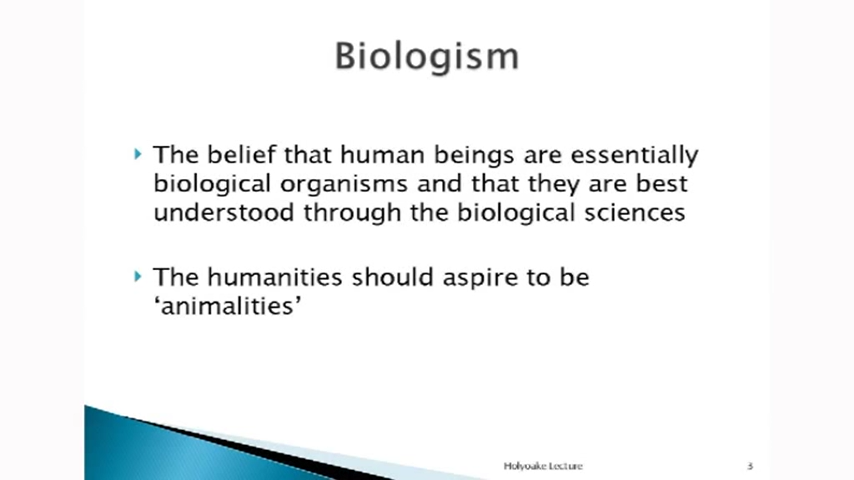 Biologism
The belief that human beings are essentially
biological organisms and that they are best
understood through the biological sciences
The humanities should aspire to be
‘animalities’
Holyoake Lecture
3